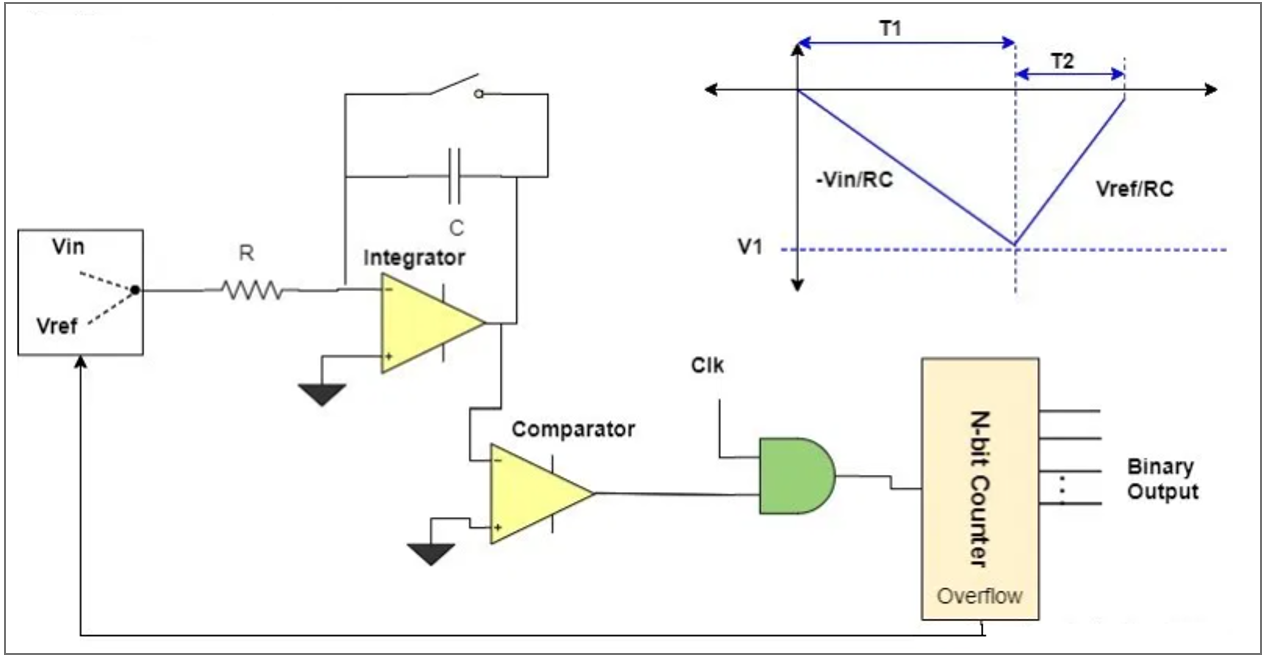 T1
T2
-Vin/RC
Vref/RC
V1
Vin
Vref
R
C
Integrator
-
+
Comparator
-
+
Clk
N-bit Counter
Overflow
Binary
Output